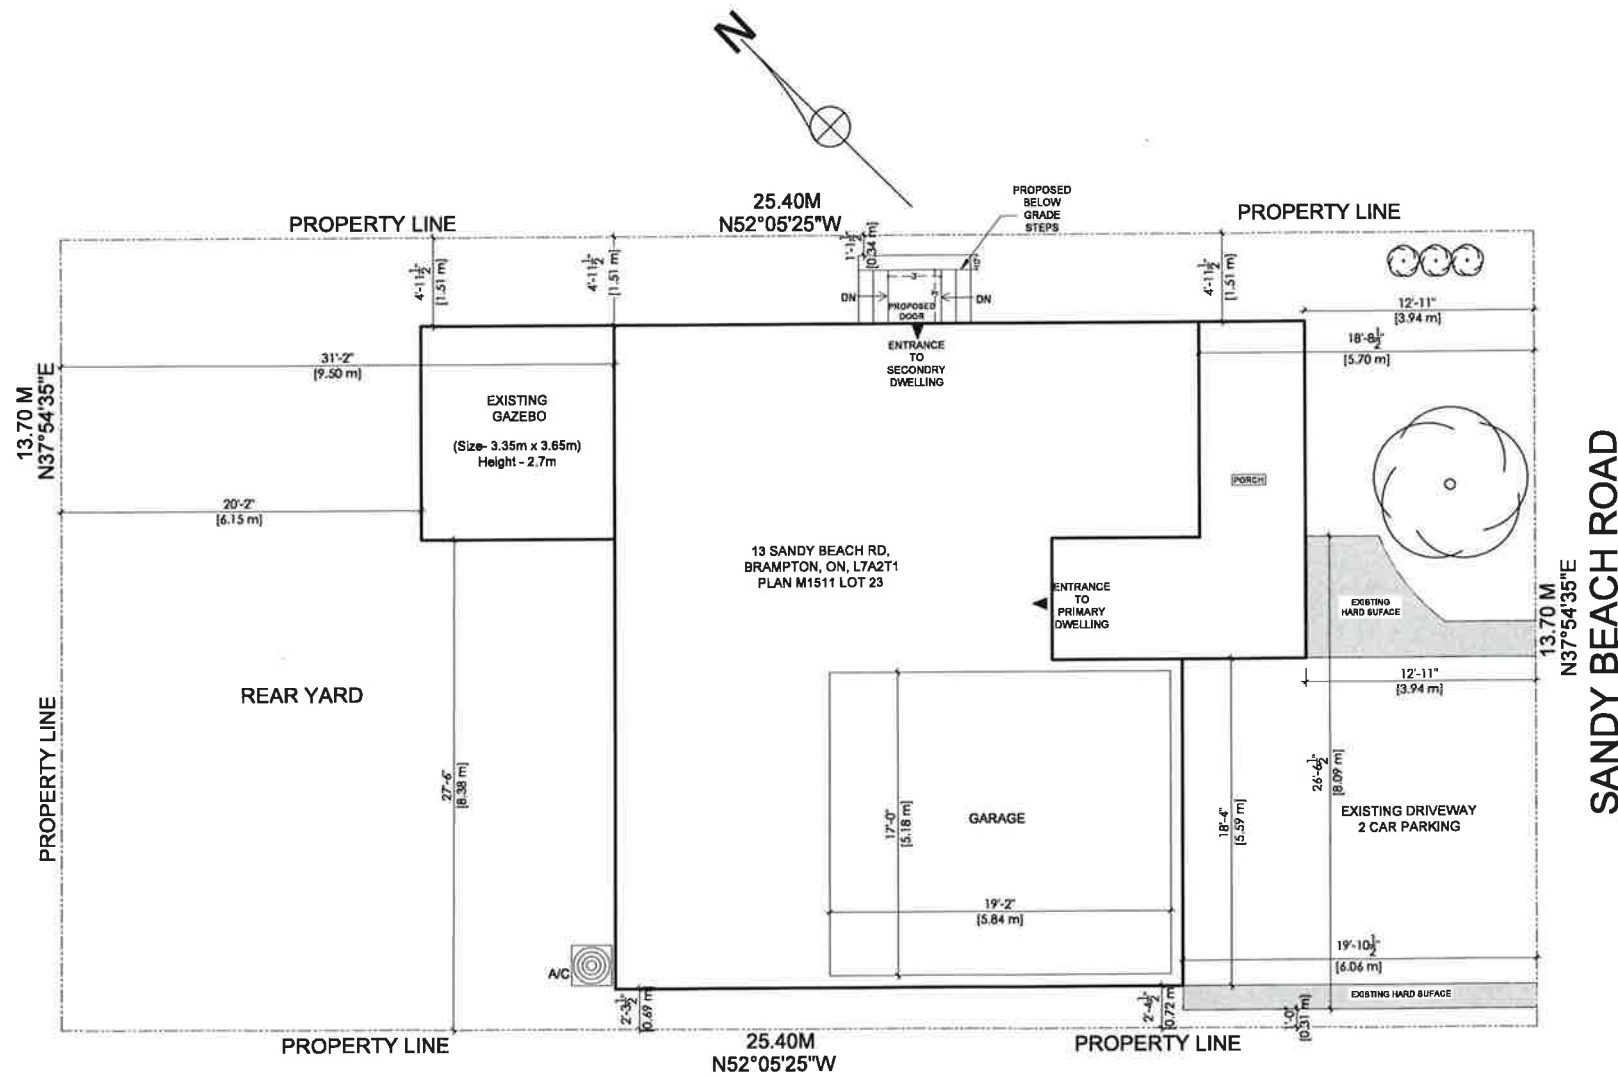 N
25.40M
N52°05'25"W
PROPERTY LINE
PROPERTY LINE
PROPOSED
BELOW
GRADE
STEPS
4'-11½"
[1.51 m]
4'-11½"
[1.51 m]
1'-1½"
[0.34 m]
4'-11½"
[1.51 m]
DN
DN
3
3
PROPOSED
DOOR
ENTRANCE
TO
SECONDRY
DWELLING
12'-11"
[3.94 m]
18'-8½"
[5.70 m]
31'-2"
[9.50 m]
13.70 M
N37°54'35"E
EXISTING
GAZEBO
(Size- 3.35m x 3.65m)
Height - 2.7m
20'-2"
[6.15 m]
PORCH
13 SANDY BEACH RD,
BRAMPTON, ON, L7A2T1
PLAN M1511 LOT 23
ENTRANCE
TO
PRIMARY
DWELLING
EXISTING
HARD SUFACE
13.70 M
N37°54'35"E
SANDY BEACH ROAD
12'-11"
[3.94 m]
REAR YARD
PROPERTY LINE
27'-6"
[8.38 m]
17'-0"
[5.18 m]
GARAGE
18'-4"
[5.59 m]
26'-6½"
[8.09 m]
EXISTING DRIVEWAY
2 CAR PARKING
19'-2"
[5.84 m]
19'-10½"
[6.06 m]
A/C
EXISTING HARD SUFACE
2'-3½"
0.69 m
2'-4½"
0.72 m
1'-0"
[0.31 m]
PROPERTY LINE
25.40M
N52°05'25"W
PROPERTY LINE